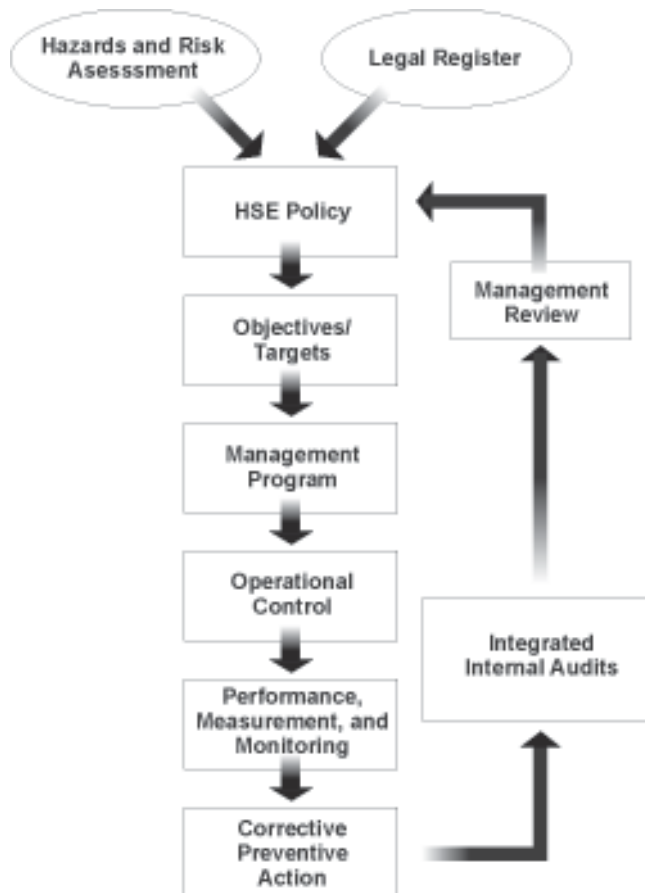 Hazards and Risk
Asesssment
Legal Register
HSE Policy
Management
Review
Objectives/
Targets
Management
Program
Operational
Control
Integrated
Internal Audits
Performance,
Measurement, and
Monitoring
Corrective
Preventive
Action